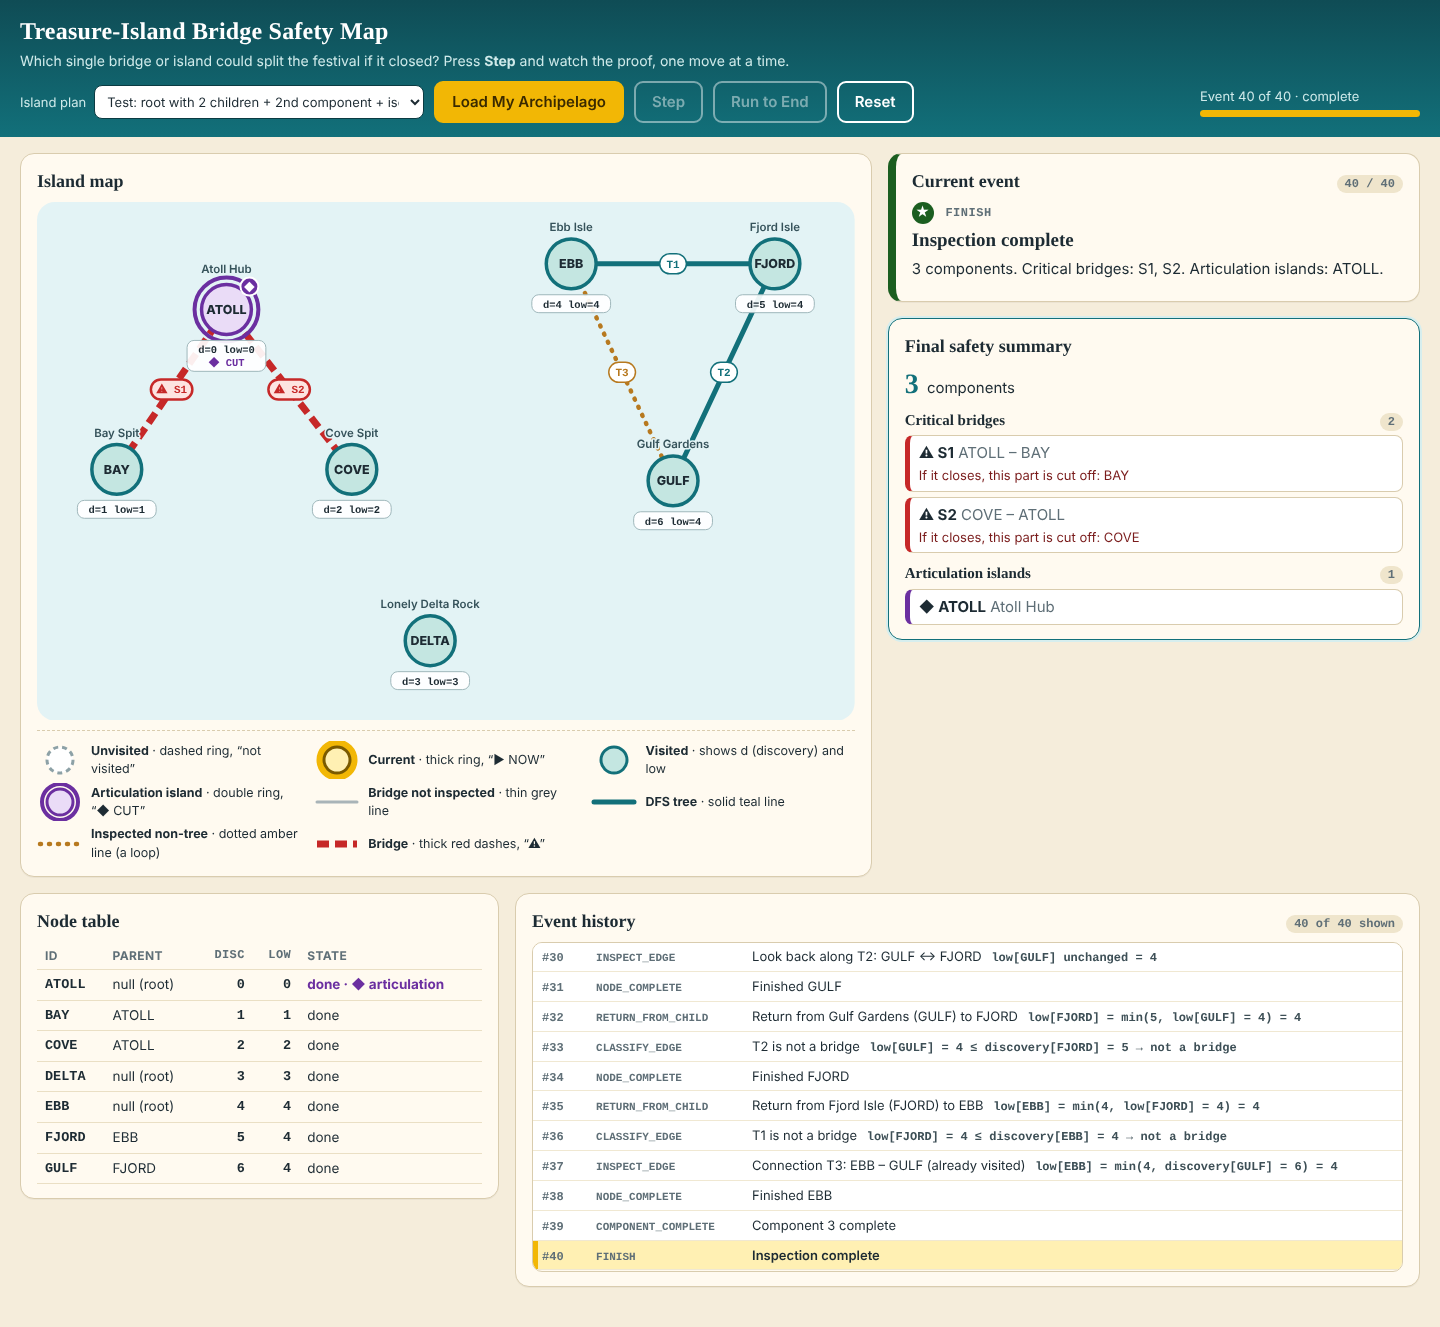 Treasure-Island Bridge Safety Map
Which single bridge or island could split the festival if it closed? Press Step and watch the proof, one move at a time.
Island plan
Test: root with 2 children + 2nd component + is
Load My Archipelago
Step
Run to End
Reset
Event 40 of 40 · complete
Island map
Ebb Isle
Fjord Isle
EBB
T1
FJORD
d=4 low=4
d=5 low=4
Atoll Hub
◆
ATOLL
d=0 low=0
◆ CUT
T3
T2
⚠ S1
⚠ S2
Bay Spit
Cove Spit
Gulf Gardens
BAY
COVE
GULF
d=1 low=1
d=2 low=2
d=6 low=4
Lonely Delta Rock
DELTA
d=3 low=3
Unvisited · dashed ring, “not
visited”
Current · thick ring, “▶ NOW”
Visited · shows d (discovery) and
low
Articulation island · double ring,
“◆ CUT”
Bridge not inspected · thin grey
line
DFS tree · solid teal line
Inspected non-tree · dotted amber
line (a loop)
Bridge · thick red dashes, “⚠”
Current event
40 / 40
★ FINISH
Inspection complete
3 components. Critical bridges: S1, S2. Articulation islands: ATOLL.
Final safety summary
3 components
Critical bridges
2
⚠ S1 ATOLL – BAY
If it closes, this part is cut off: BAY
⚠ S2 COVE – ATOLL
If it closes, this part is cut off: COVE
Articulation islands
1
◆ ATOLL Atoll Hub
Node table
ID PARENT DISC LOW STATE
ATOLL null (root) 0 0 done · ◆ articulation
BAY ATOLL 1 1 done
COVE ATOLL 2 2 done
DELTA null (root) 3 3 done
EBB null (root) 4 4 done
FJORD EBB 5 4 done
GULF FJORD 6 4 done
Event history
40 of 40 shown
#30 INSPECT_EDGE Look back along T2: GULF ↔ FJORD low[GULF] unchanged = 4
#31 NODE_COMPLETE Finished GULF
#32 RETURN_FROM_CHILD Return from Gulf Gardens (GULF) to FJORD low[FJORD] = min(5, low[GULF] = 4) = 4
#33 CLASSIFY_EDGE T2 is not a bridge low[GULF] = 4 ≤ discovery[FJORD] = 5 → not a bridge
#34 NODE_COMPLETE Finished FJORD
#35 RETURN_FROM_CHILD Return from Fjord Isle (FJORD) to EBB low[EBB] = min(4, low[FJORD] = 4) = 4
#36 CLASSIFY_EDGE T1 is not a bridge low[FJORD] = 4 ≤ discovery[EBB] = 4 → not a bridge
#37 INSPECT_EDGE Connection T3: EBB – GULF (already visited) low[EBB] = min(4, discovery[GULF] = 6) = 4
#38 NODE_COMPLETE Finished EBB
#39 COMPONENT_COMPLETE Component 3 complete
#40 FINISH Inspection complete